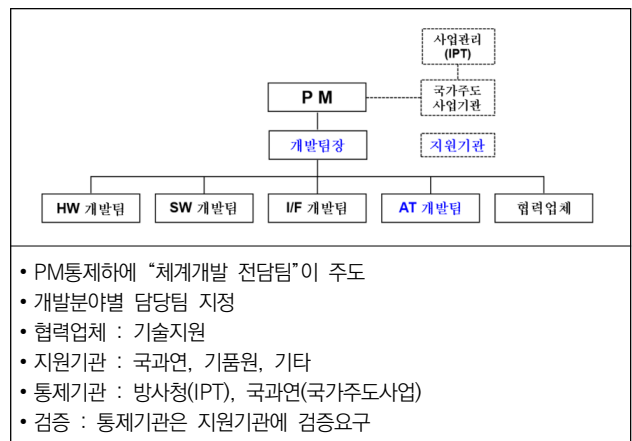 사업관리
(IPT)
P M
국가주도
사업기관
개발팀장
지원기관
HW 개발팀
SW 개발팀
I/F 개발팀
AT 개발팀
협력업체
• PM통제하에 “체계개발 전담팀”이 주도
• 개발분야별 담당팀 지정
• 협력업체 : 기술지원
• 지원기관 : 국과연, 기품원, 기타
• 통제기관 : 방사청(IPT), 국과연(국가주도사업)
• 검증 : 통제기관은 지원기관에 검증요구